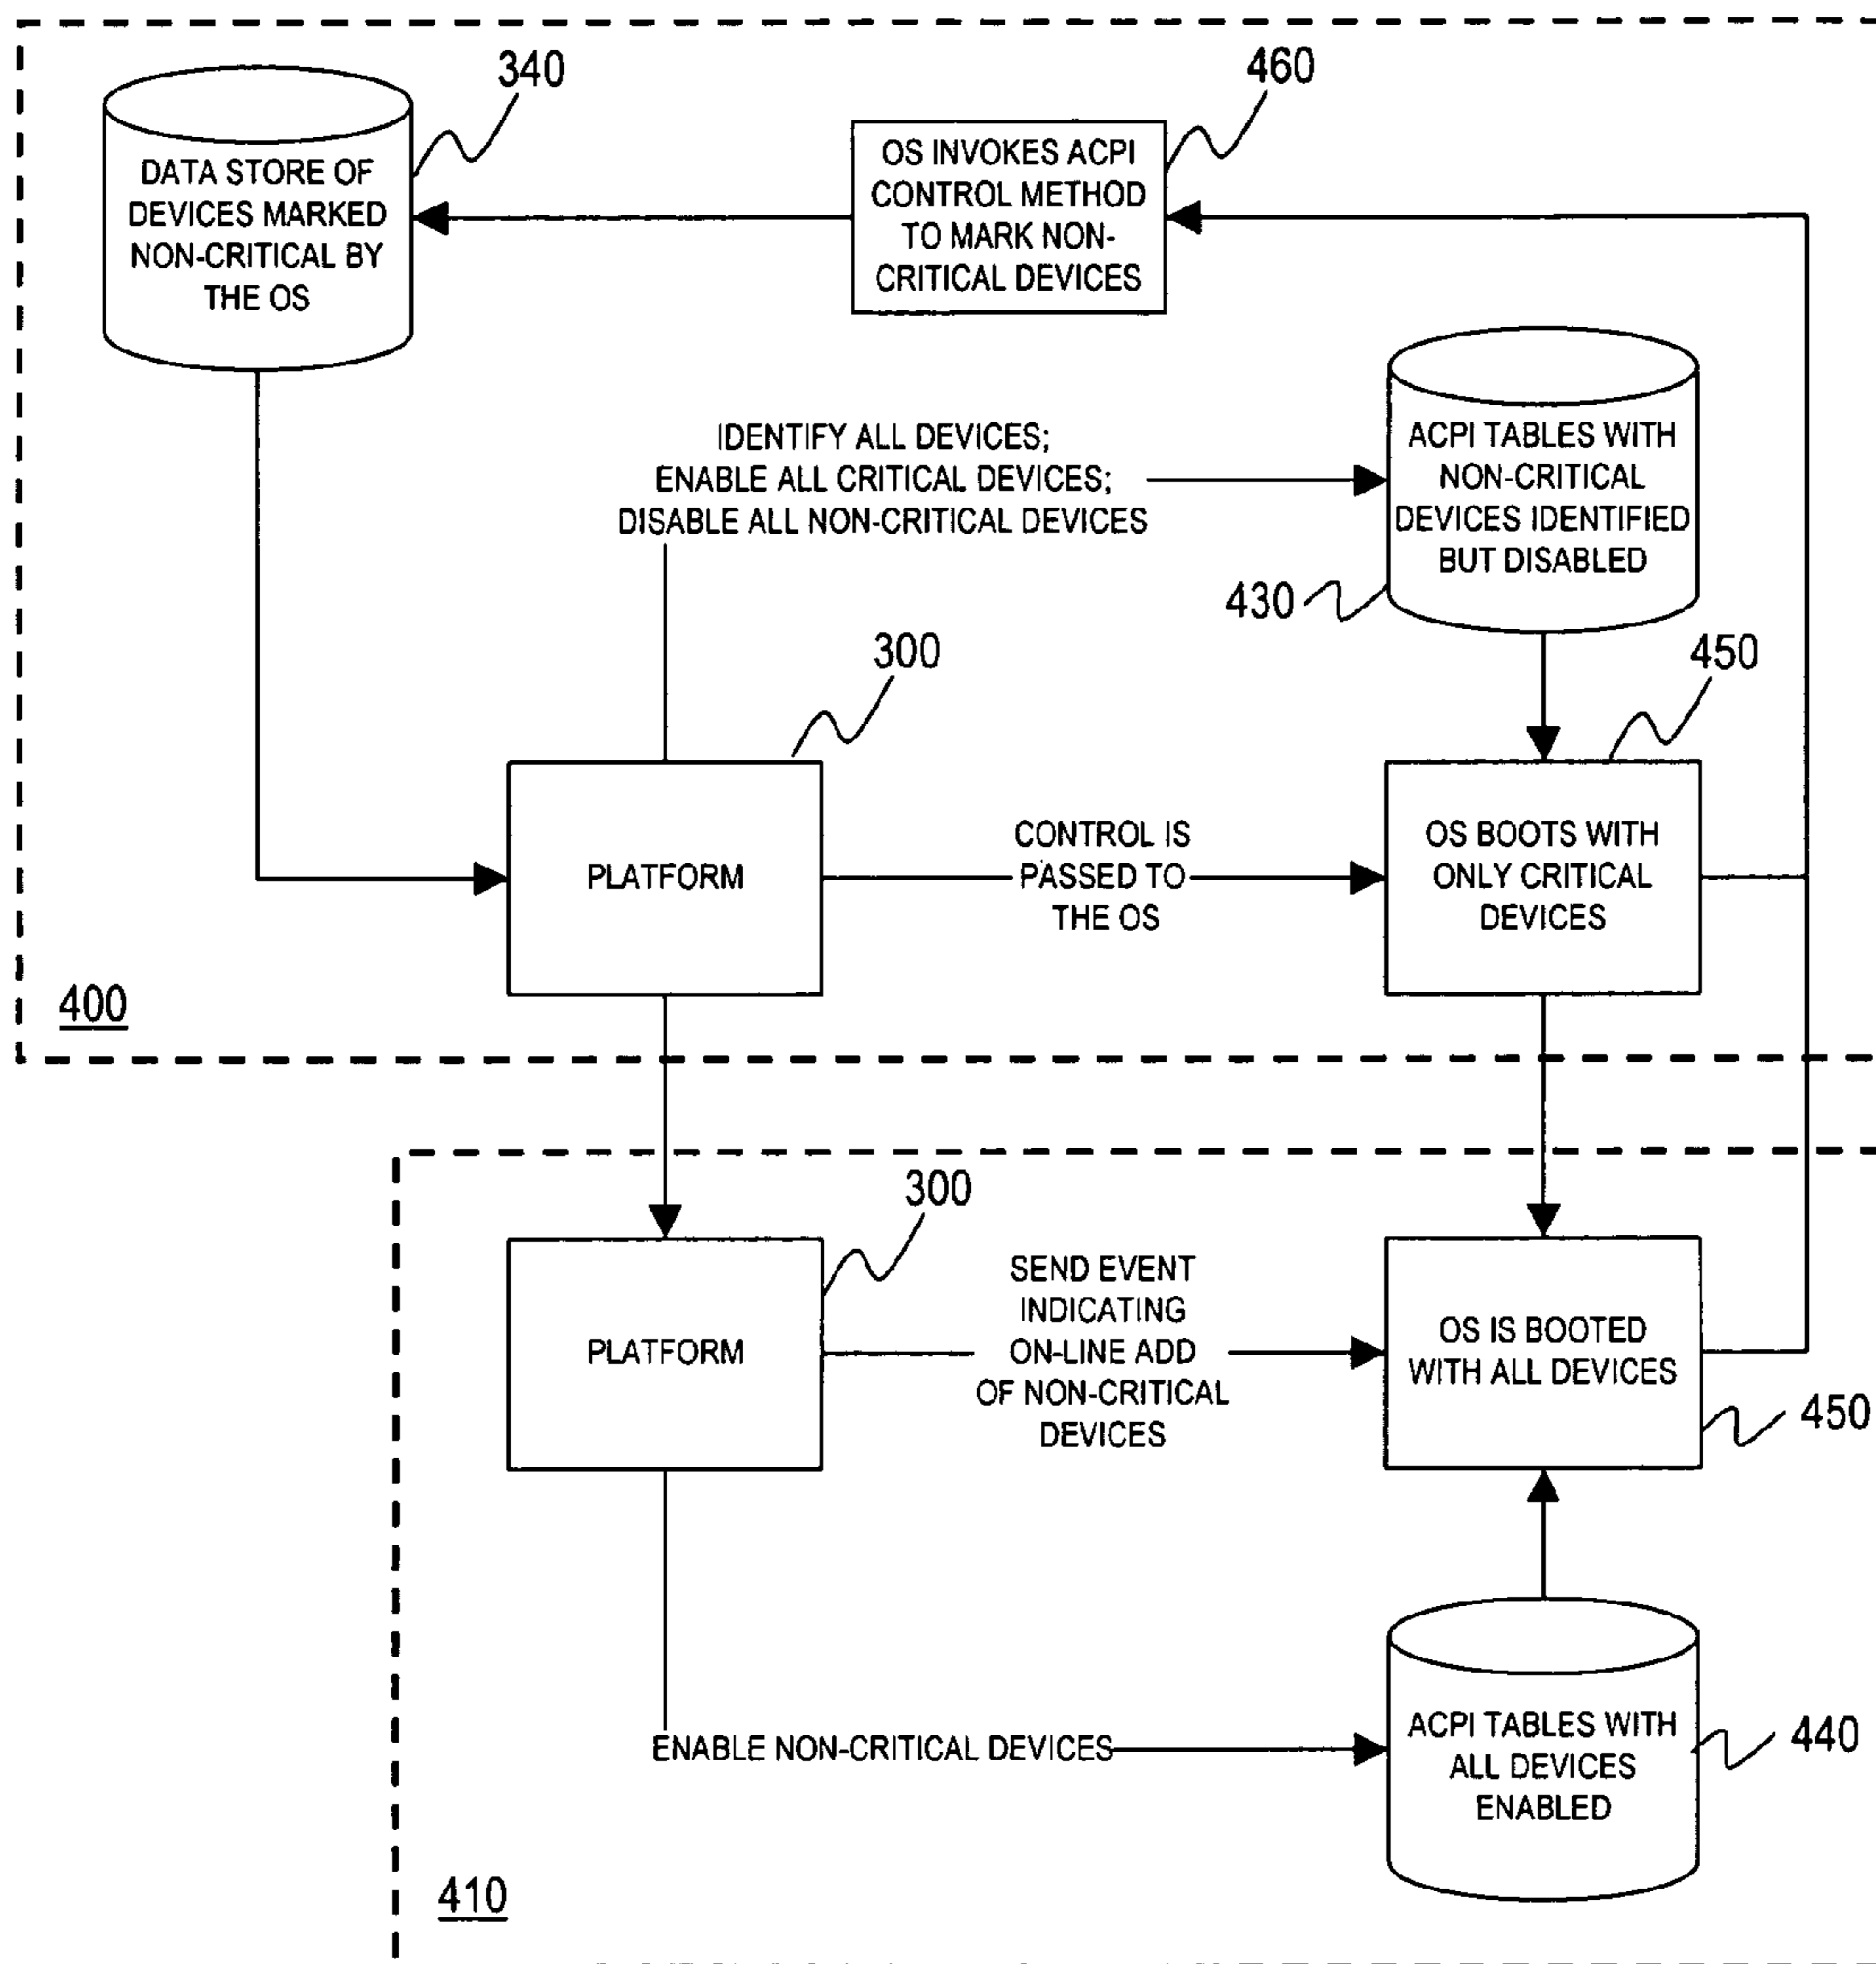 340
460
DATA STORE OF
DEVICES MARKED
NON-CRITICAL BY
THE OS
OS INVOKES ACPI
CONTROL METHOD
TO MARK NON-
CRITICAL DEVICES
IDENTIFY ALL DEVICES;
ENABLE ALL CRITICAL DEVICES;
DISABLE ALL NON-CRITICAL DEVICES
ACPI TABLES WITH
NON-CRITICAL
DEVICES IDENTIFIED
BUT DISABLED
430
300
450
PLATFORM
CONTROL IS
PASSED TO
THE OS
OS BOOTS WITH
ONLY CRITICAL
DEVICES
400
300
PLATFORM
SEND EVENT
INDICATING
ON-LINE ADD
OF NON-CRITICAL
DEVICES
OS IS BOOTED
WITH ALL DEVICES
450
ENABLE NON-CRITICAL DEVICES
ACPI TABLES WITH
ALL DEVICES
ENABLED
440
410